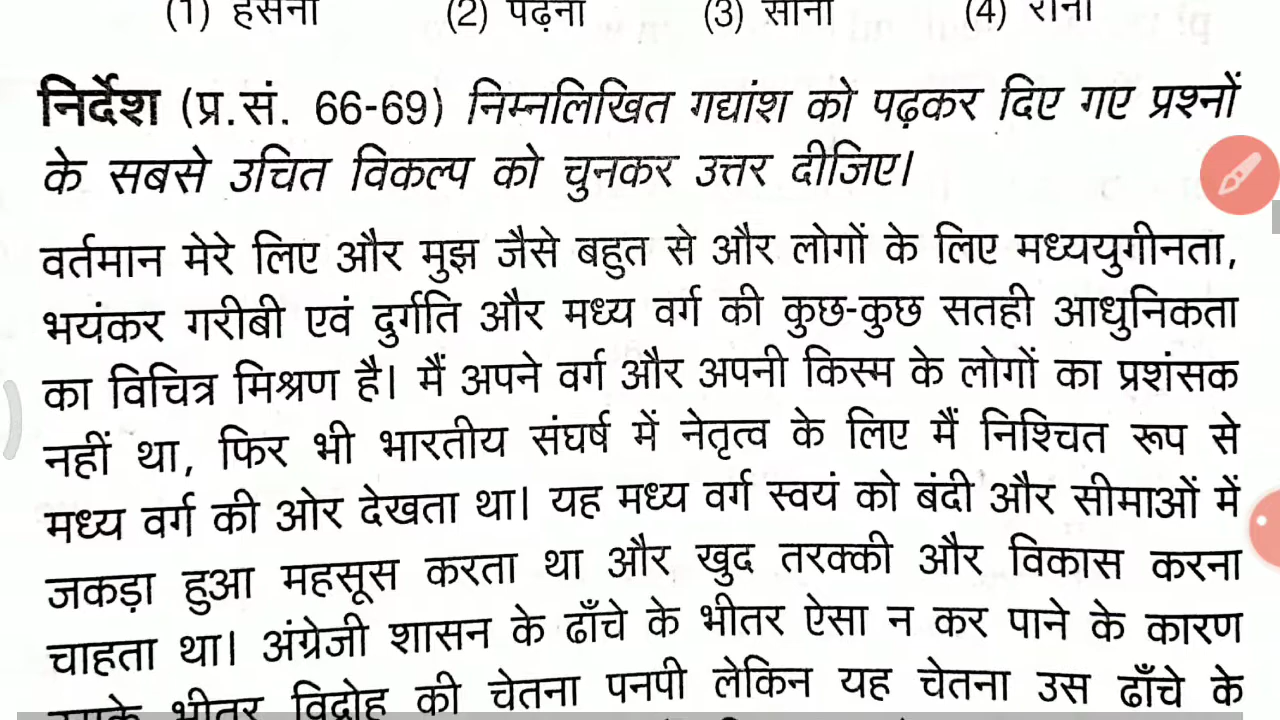 (1) हँसना (2) पढ़ना (3) सोना (4) रोना
निर्देश (प्र.सं. 66-69) निम्नलिखित गद्यांश को पढ़कर दिए गए प्रश्नों
के सबसे उचित विकल्प को चुनकर उत्तर दीजिए।
वर्तमान मेरे लिए और मुझ जैसे बहुत से और लोगों के लिए मध्ययुगीनता,
भयंकर गरीबी एवं दुर्गति और मध्य वर्ग की कुछ-कुछ सतही आधुनिकता
का विचित्र मिश्रण है। मैं अपने वर्ग और अपनी किस्म के लोगों का प्रशंसक
नहीं था, फिर भी भारतीय संघर्ष में नेतृत्व के लिए मैं निश्चित रूप से
मध्य वर्ग की ओर देखता था। यह मध्य वर्ग स्वयं को बंदी और सीमाओं में
जकड़ा हुआ महसूस करता था और खुद तरक्की और विकास करना
चाहता था। अंग्रेजी शासन के ढाँचे के भीतर ऐसा न कर पाने के कारण
उसके भीतर विद्रोह की चेतना पनपी लेकिन यह चेतना उस ढाँचे के